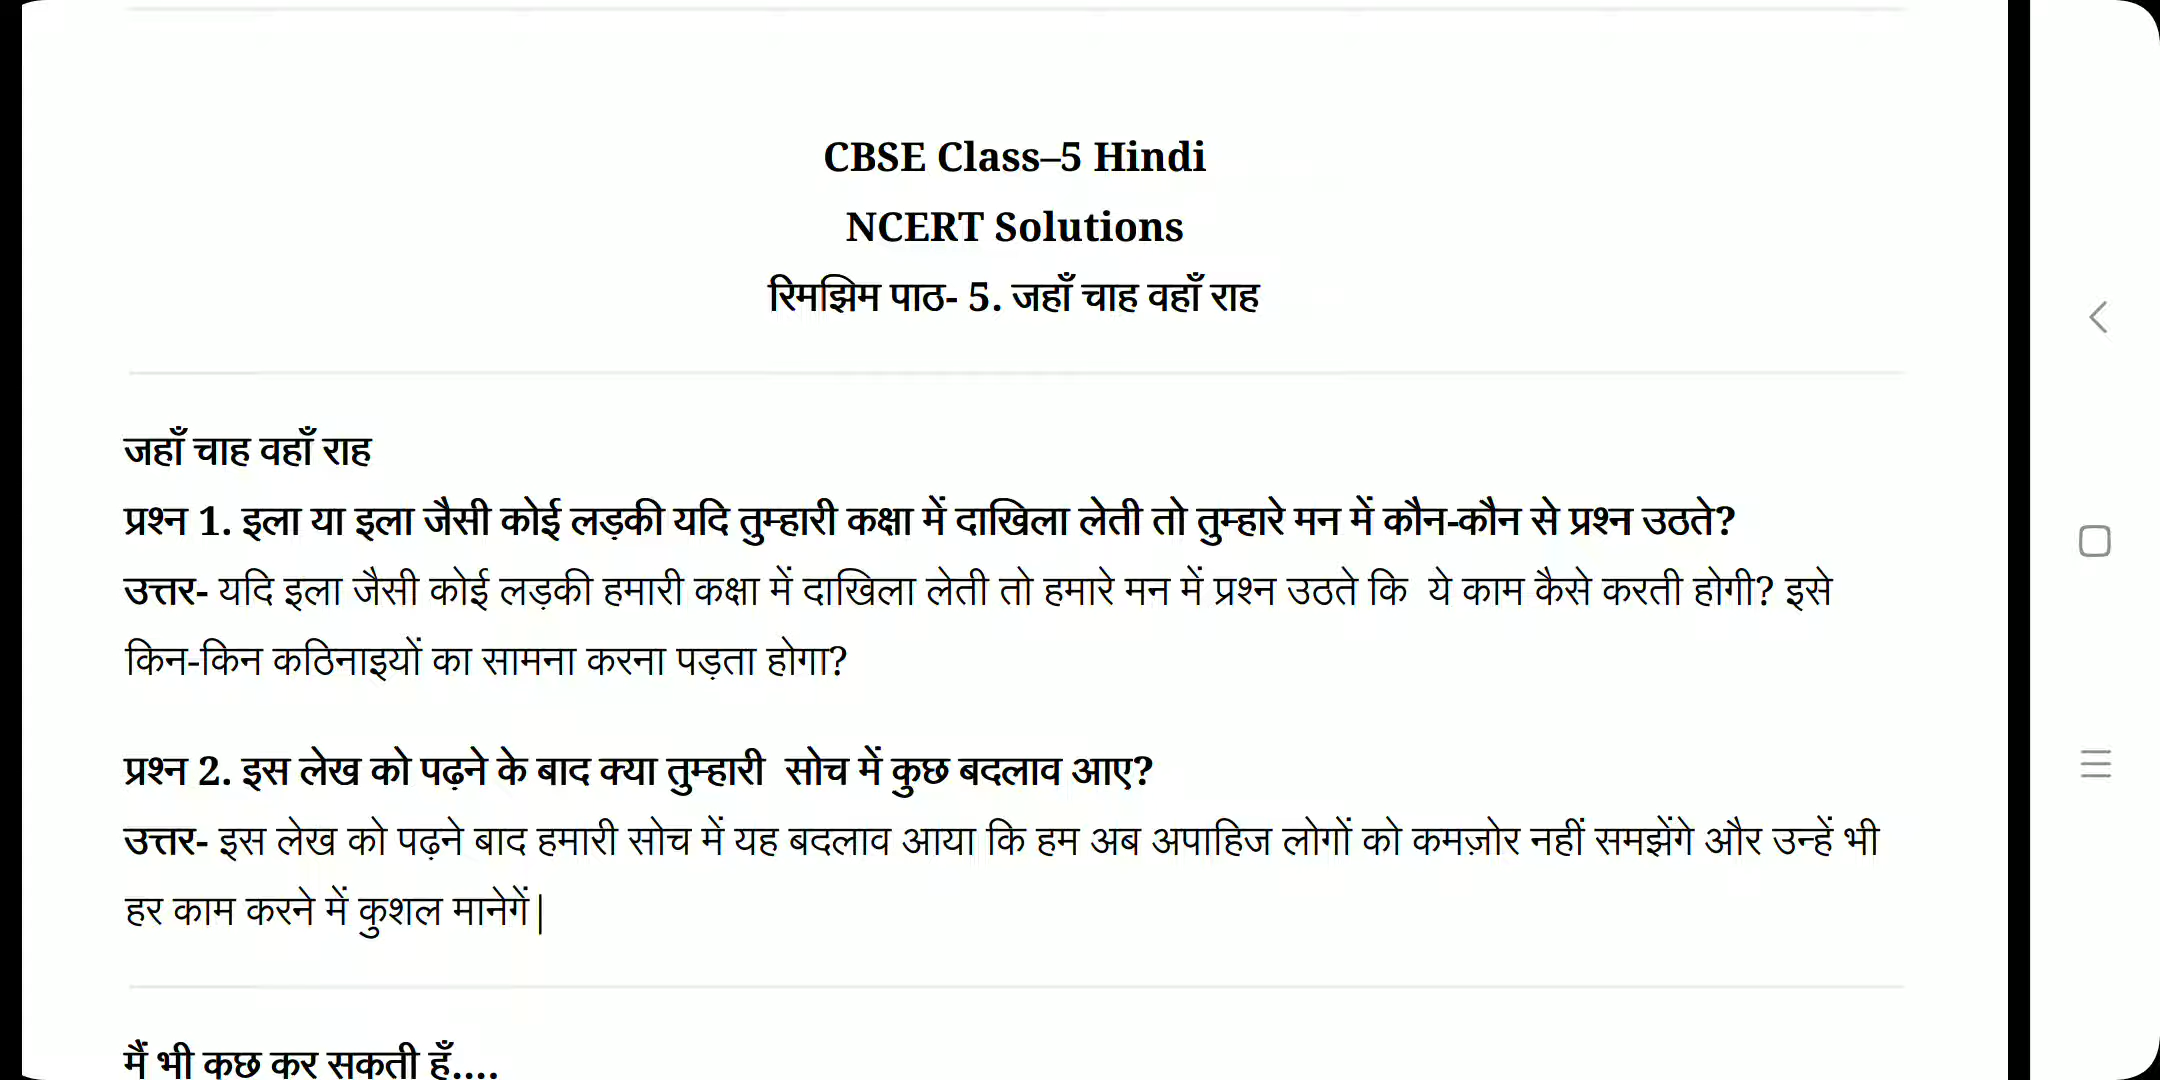 CBSE Class–5 Hindi
NCERT Solutions
रिमझिम पाठ- 5. जहाँ चाह वहाँ राह
जहाँ चाह वहाँ राह
प्रश्न 1. इला या इला जैसी कोई लड़की यदि तुम्हारी कक्षा में दाखिला लेती तो तुम्हारे मन में कौन-कौन से प्रश्न उठते?
उत्तर- यदि इला जैसी कोई लड़की हमारी कक्षा में दाखिला लेती तो हमारे मन में प्रश्न उठते कि  ये काम कैसे करती होगी? इसे
किन-किन कठिनाइयों का सामना करना पड़ता होगा?
प्रश्न 2. इस लेख को पढ़ने के बाद क्या तुम्हारी  सोच में कुछ बदलाव आए?
उत्तर- इस लेख को पढ़ने बाद हमारी सोच में यह बदलाव आया कि हम अब अपाहिज लोगों को कमज़ोर नहीं समझेंगे और उन्हें भी
हर काम करने में कुशल मानेगें|
मैं भी कुछ कर सकती हूँ....